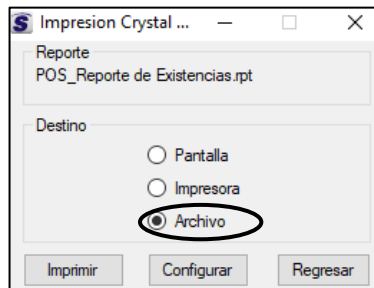 Impresion Crystal ...
Reporte
POS_Reporte de Existencias.rpt
Destino
Pantalla
Impresora
Archivo
Imprimir Configurar Regresar